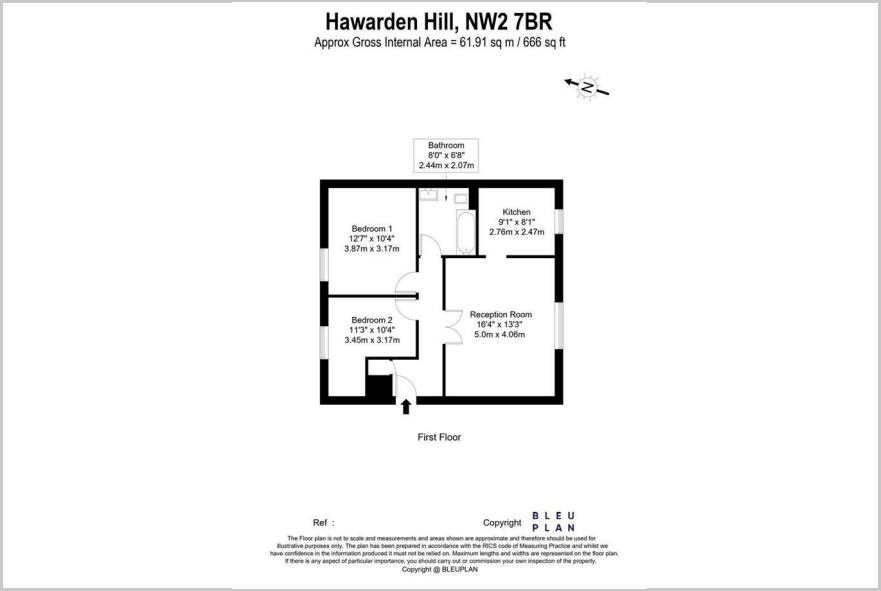 Hawarden Hill, NW2 7BR
Approx Gross Internal Area = 61.91 sq m / 666 sq ft
N
Bathroom
8'0" x 6'8"
2.44m x 2.07m
Kitchen
9'1" x 8'1"
2.76m x 2.47m
Bedroom 1
12'7" x 10'4"
3.87m x 3.17m
Bedroom 2
11'3" x 10'4"
3.45m x 3.17m
Reception Room
16'4" x 13'3"
5.0m x 4.06m
First Floor
Ref :
Copyright
BLEU
PLAN
The Floor plan is not to scale and measurements and areas shown are approximate and therefore should be used for
illustrative purposes only. The plan has been prepared in accordance with the RICS code of Measuring Practice and whilst we
have confidence in the information produced it must not be relied on. Maximum lengths and widths are represented on the floor plan.
If there is any aspect of particular importance, you should carry out or commission your own inspection of the property.
Copyright @ BLEUPLAN